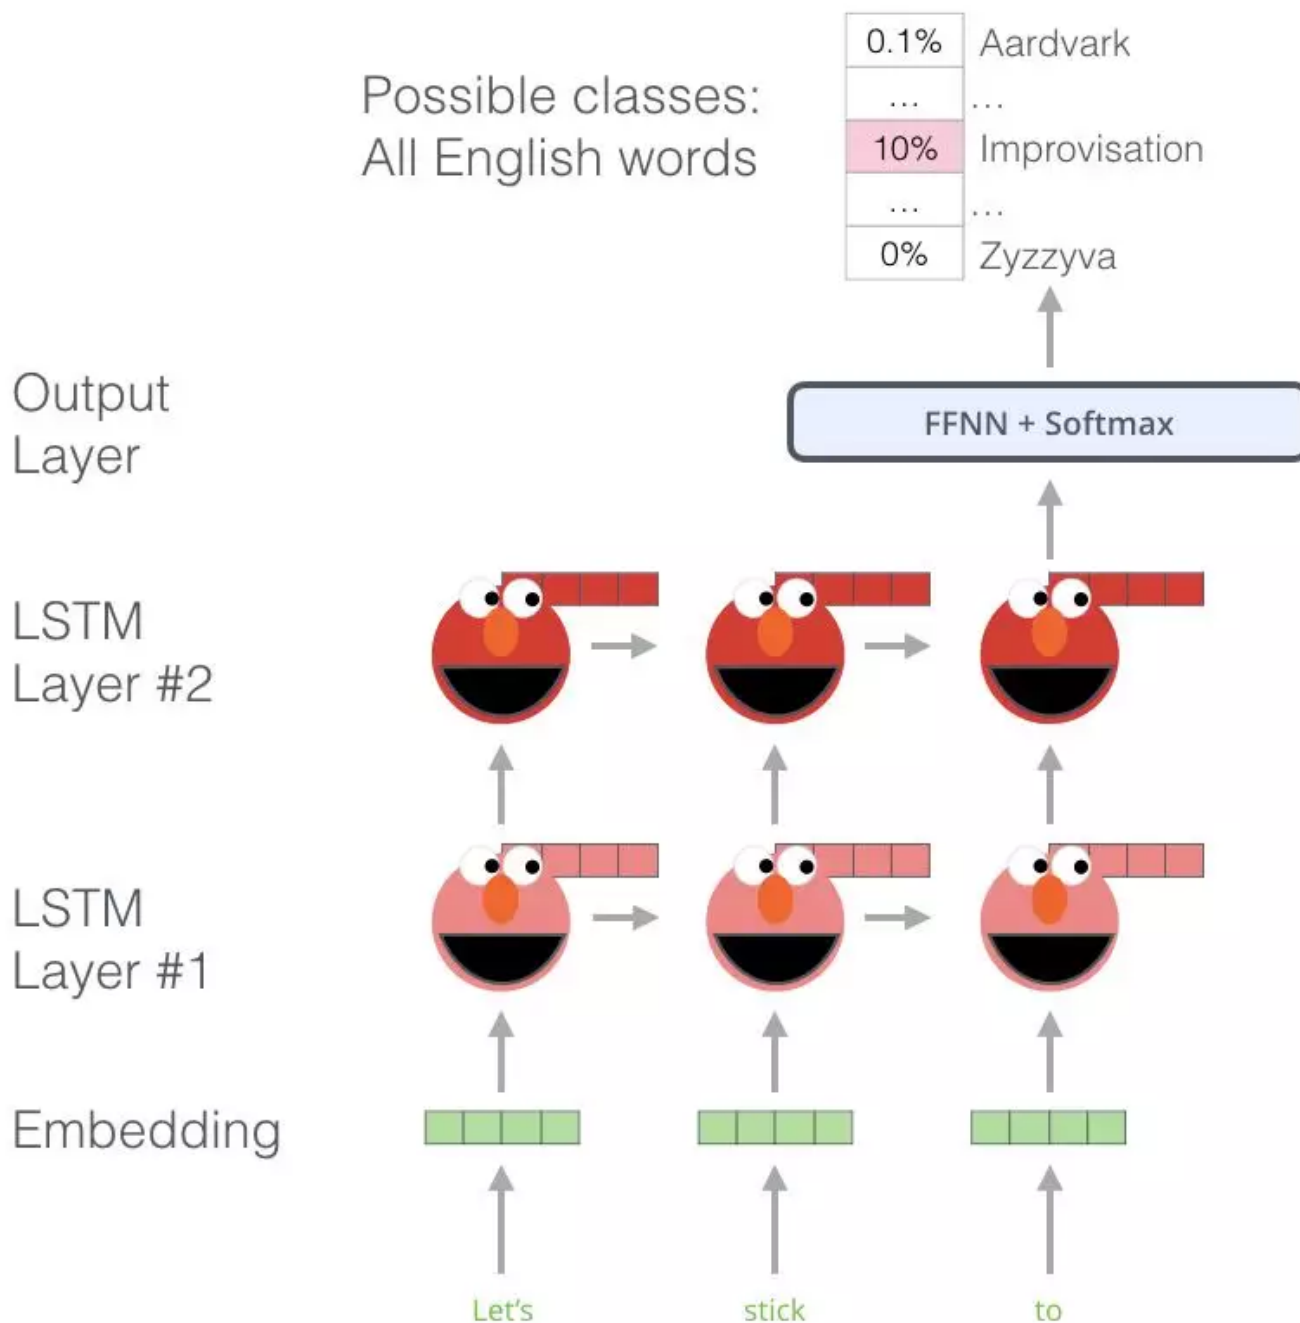 0.1% Aardvark
Possible classes:
... ...
All English words
10% Improvisation
... ...
0% Zyzzyva
Output
Layer
FFNN + Softmax
LSTM
Layer #2
LSTM
Layer #1
Embedding
Let's stick to